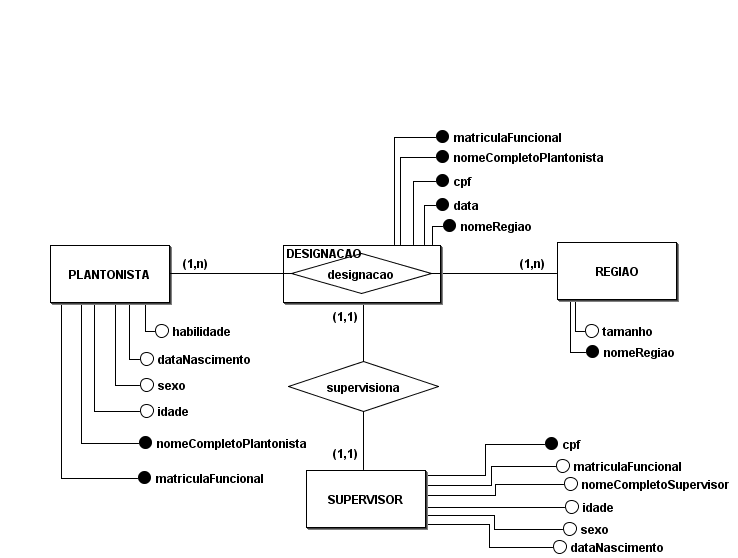 matriculaFuncional
nomeCompletoPlantonista
cpf
data
nomeRegiao
DESIGNACAO
designacao
PLANTONISTA
(1,n)
(1,n)
REGIAO
(1,1)
habilidade
dataNascimento
sexo
idade
nomeCompletoPlantonista
matriculaFuncional
tamanho
nomeRegiao
supervisiona
(1,1)
SUPERVISOR
cpf
matriculaFuncional
nomeCompletoSupervisor
idade
sexo
dataNascimento